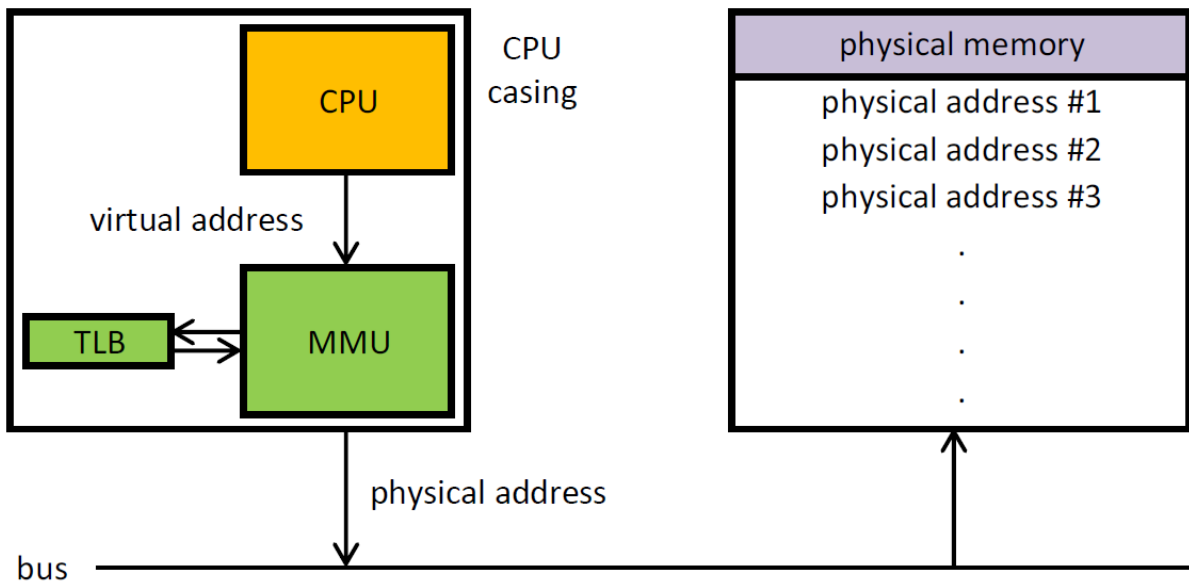 CPU
casing
CPU
virtual address
TLB
MMU
physical address
bus
physical memory
physical address #1
physical address #2
physical address #3
.
.
.
.